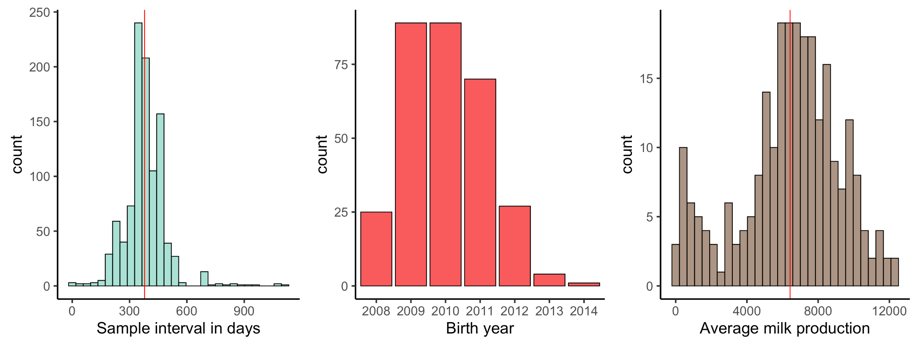 250
200
150
100
50
0
count
0 300 600 900
Sample interval in days
75
50
25
0
count
2008 2009 2010 2011 2012 2013 2014
Birth year
15
10
5
0
count
0 4000 8000 12000
Average milk production